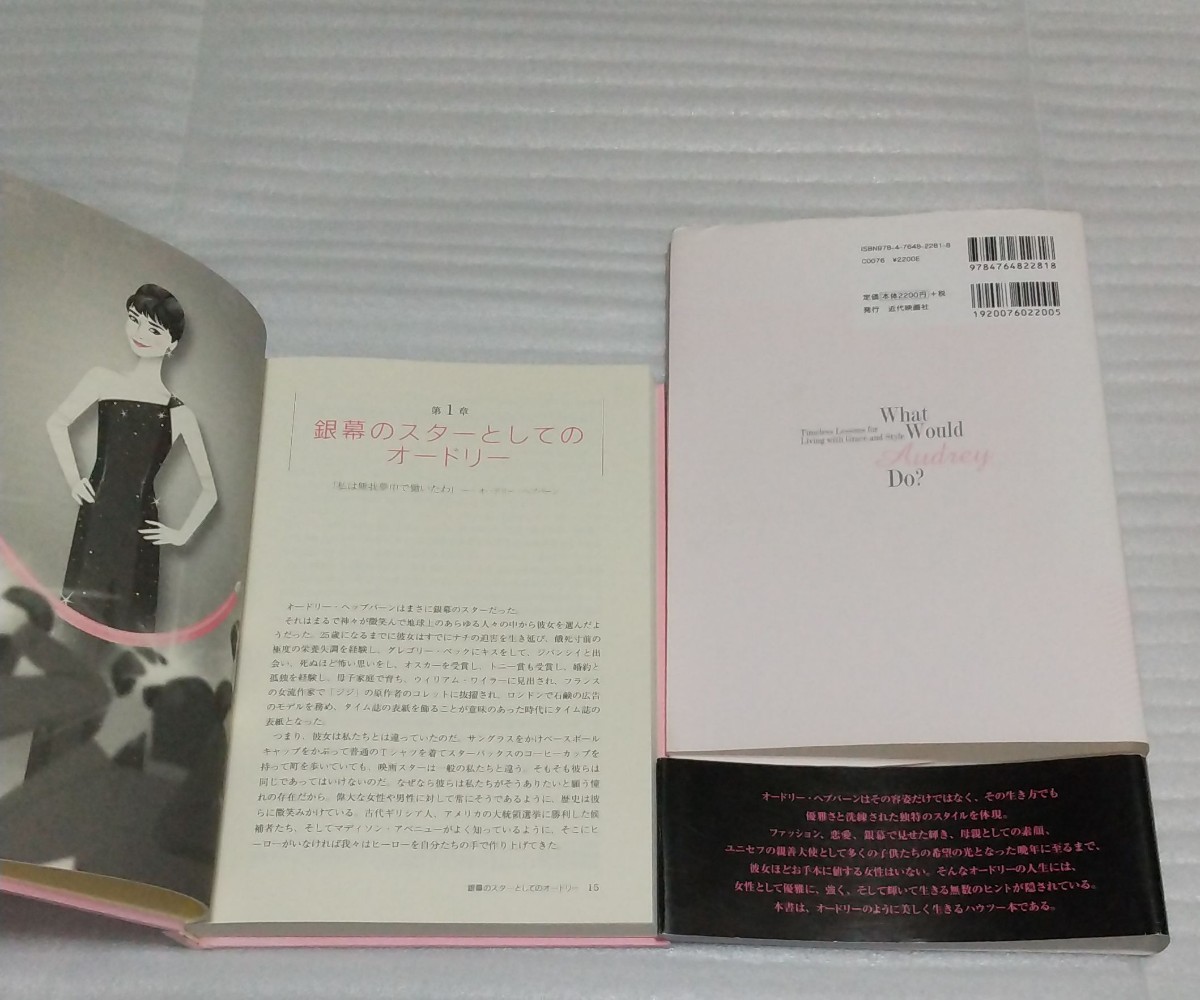 第1章
銀幕のスターとしての
オードリー
「私は無我夢中で働いたわ」— オードリー・ヘップバーン
オードリー・ヘップバーンはまさに銀幕のスターだった。
それはまるで神々が微笑んで地球上のあらゆる人々の中から彼女を選んだよ
うだった。25歳になるまでに彼女はすでにナチの迫害を生き延び、餓死寸前の
極度の栄養失調を経験し、グレゴリー・ペックにキスをして、ジバンシイと出
会い、死ぬほど怖い思いをし、オスカーを受賞し、トニー賞も受賞し、婚約と
孤独を経験し、母子家庭で育ち、ウィリアム・ワイラーに見出され、フランス
の女流作家で「ジジ」の原作者のコレットに抜擢され、ロンドンで石鹸の広告
のモデルを務め、タイム誌の表紙を飾ることが意味のあった時代にタイム誌の
表紙となった。
つまり、彼女は私たちとは違っていたのだ。サングラスをかけベースボール
キャップをかぶって普通のTシャツを着てスターバックスのコーヒーカップを
持って町を歩いていても、映画スターは一般の私たちと違う。そもそも彼らは
同じであってはいけないのだ。なぜなら彼らは私たちがそうありたいと願う憧
れの存在だから。偉大な女性や男性に対して常にそうであるように、歴史は彼
らに微笑みかけている。古代ギリシア人、アメリカの大統領選挙に勝利した候
補者たち、そしてマディソン・アベニューがよく知っているように、そこにヒ
ーローがいなければ我々はヒーローを自分たちの手で作り上げてきた。
銀幕のスターとしてのオードリー 15
ISBN978-4-7648-2281-8
C0076 ¥2200E
9784764822818
定価 本体2200円 +税
発行 近代映画社
1920076022005
What
Timeless Lessons for
Would
Living with Grace and Style
Audrey
Do?
オードリー・ヘプバーンはその容姿だけではなく、その生き方でも
優雅さと洗練された独特のスタイルを体現。
ファッション、恋愛、銀幕で見せた輝き、母親としての素顔、
ユニセフの親善大使として多くの子供たちの希望の光となった晩年に至るまで、
彼女ほどお手本に値する女性はいない。そんなオードリーの人生には、
女性として優雅に、強く、そして輝いて生きる無数のヒントが隠されている。
本書は、オードリーのように美しく生きるハウツー本である。